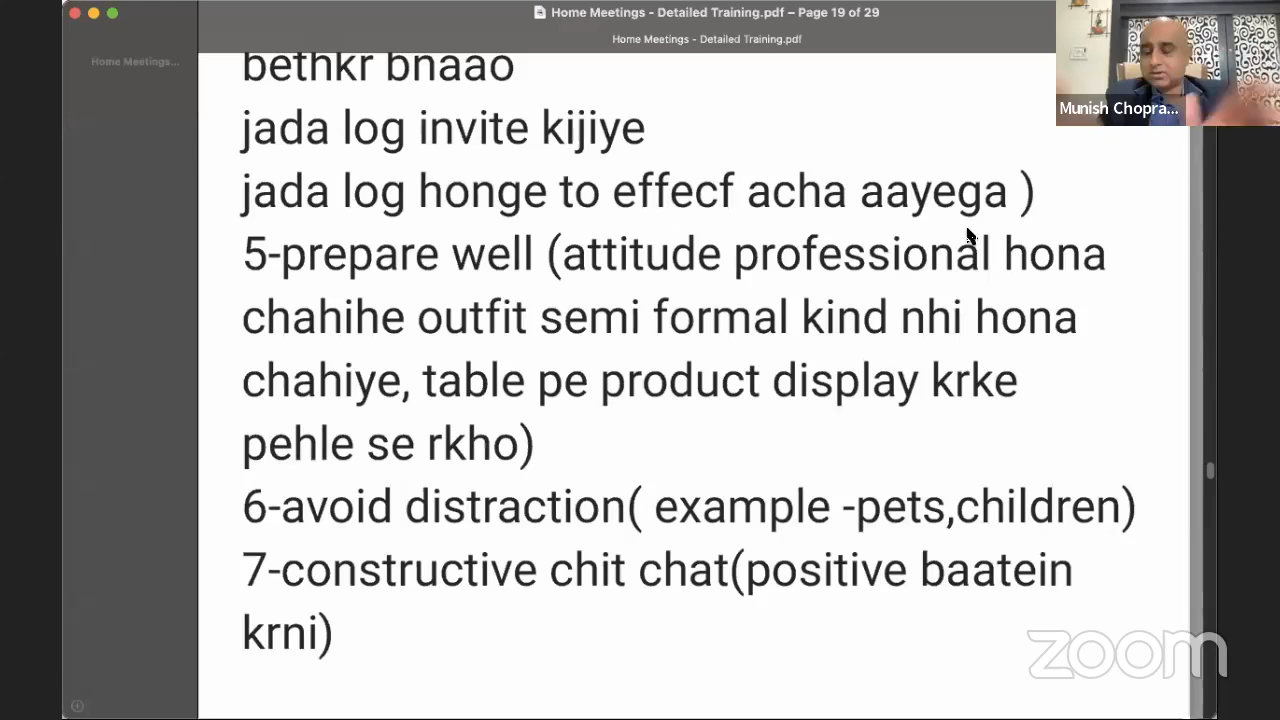 Home Meetings - Detailed Training.pdf – Page 19 of 29
Home Meetings - Detailed Training.pdf
Home Meetings...
Munish Chopra...
bethkr bnaao
jada log invite kijiye
jada log honge to effecf acha aayega )
5-prepare well (attitude professional hona
chahihe outfit semi formal kind nhi hona
chahiye, table pe product display krke
pehle se rkho)
6-avoid distraction( example -pets,children)
7-constructive chit chat(positive baatein
krni)
zoom